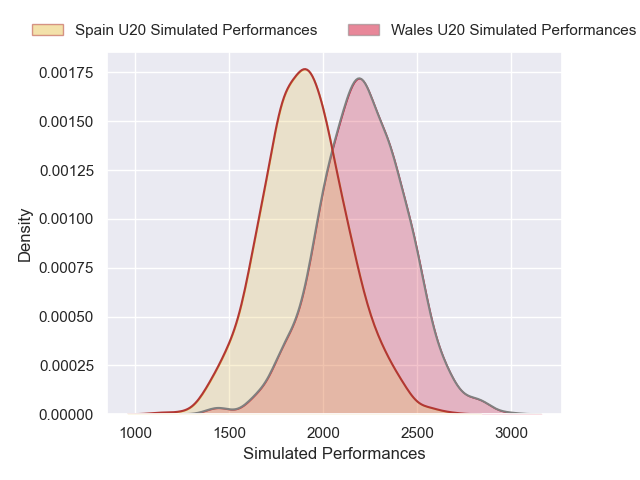 Spain U20 Simulated Performances
Wales U20 Simulated Performances
0.00175
0.00150
0.00125
0.00100
0.00075
0.00050
0.00025
0.00000
Density
1000 1500 2000 2500 3000
Simulated Performances